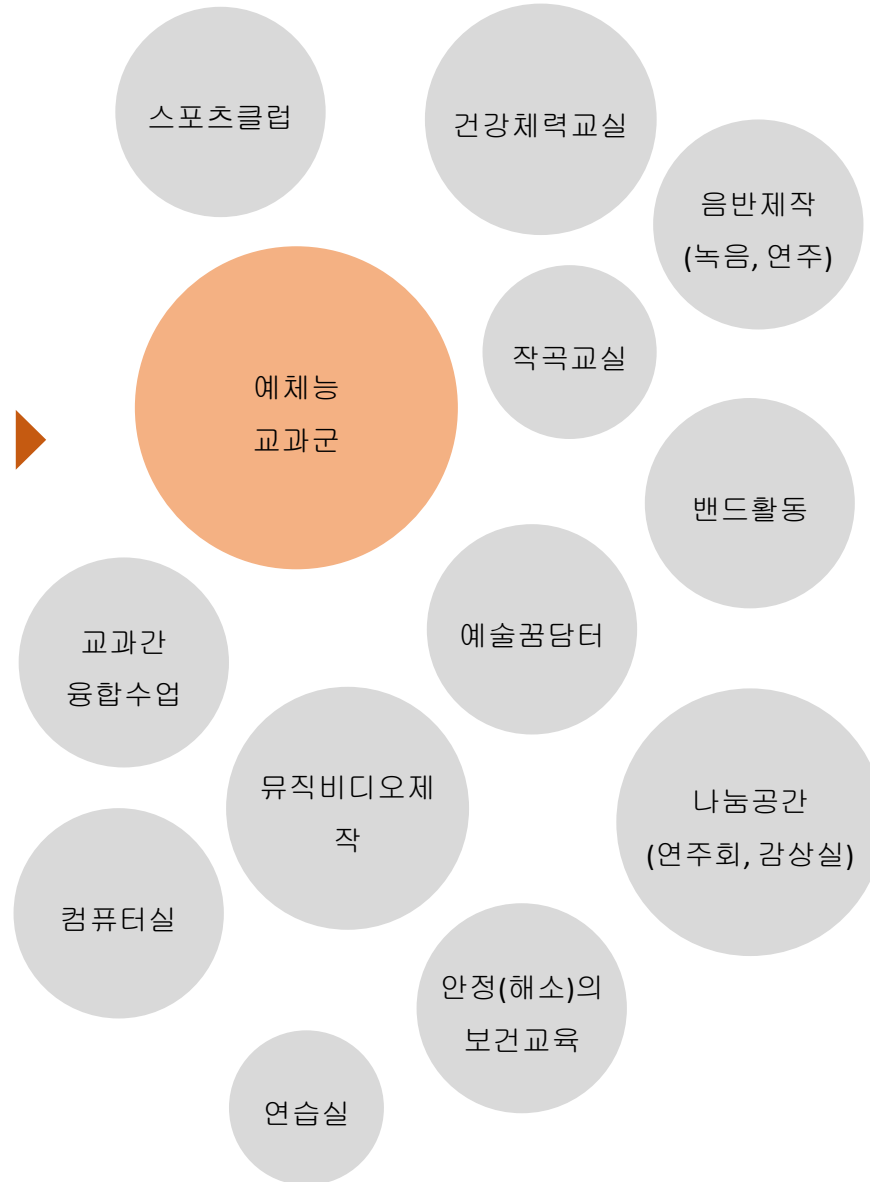 스포츠클럽
건강체력교실
음반제작
(녹음, 연주)
작곡교실
예체능
교과군
밴드활동
예술꿈담터
교과간
융합수업
뮤직비디오제
작
나눔공간
(연주회, 감상실)
컴퓨터실
안정(해소)의
보건교육
연습실